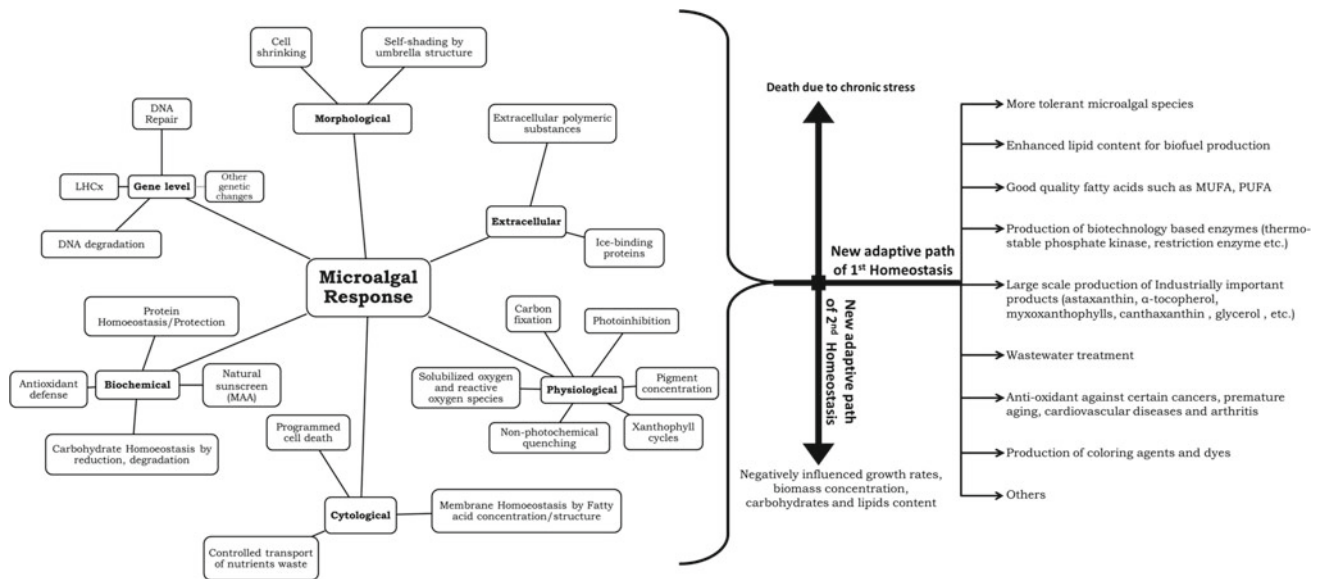 Cell
shrinking
Self-shading by
umbrella structure
Morphological
DNA
Repair
LHCx
Gene level
Other
genetic
changes
DNA degradation
Extracellular polymeric
substances
Extracellular
Ice-binding
proteins
Microalgal
Response
Protein
Homoeostasis/Protection
Antioxidant
defense
Biochemical
Natural
sunscreen
(MAA)
Carbohydrate Homoeostasis by
reduction, degradation
Carbon
fixation
Photoinhibition
Solubilized oxygen
and reactive
oxygen species
Physiological
Pigment
concentration
Non-photochemical
quenching
Xanthophyll
cycles
Programmed
cell death
Cytological
Membrane Homoeostasis by Fatty
acid concentration/structure
Controlled transport
of nutrients waste
Death due to chronic stress
New adaptive path
of 1st Homeostasis
New adaptive path
of 2nd Homeostasis
Negatively influenced growth rates,
biomass concentration,
carbohydrates and lipids content
More tolerant microalgal species
Enhanced lipid content for biofuel production
Good quality fatty acids such as MUFA, PUFA
Production of biotechnology based enzymes (thermo-
stable phosphate kinase, restriction enzyme etc.)
Large scale production of Industrially important
products (astaxanthin, α-tocopherol,
myxoxanthophylls, canthaxanthin , glycerol , etc.)
Wastewater treatment
Anti-oxidant against certain cancers, premature
aging, cardiovascular diseases and arthritis
Production of coloring agents and dyes
Others